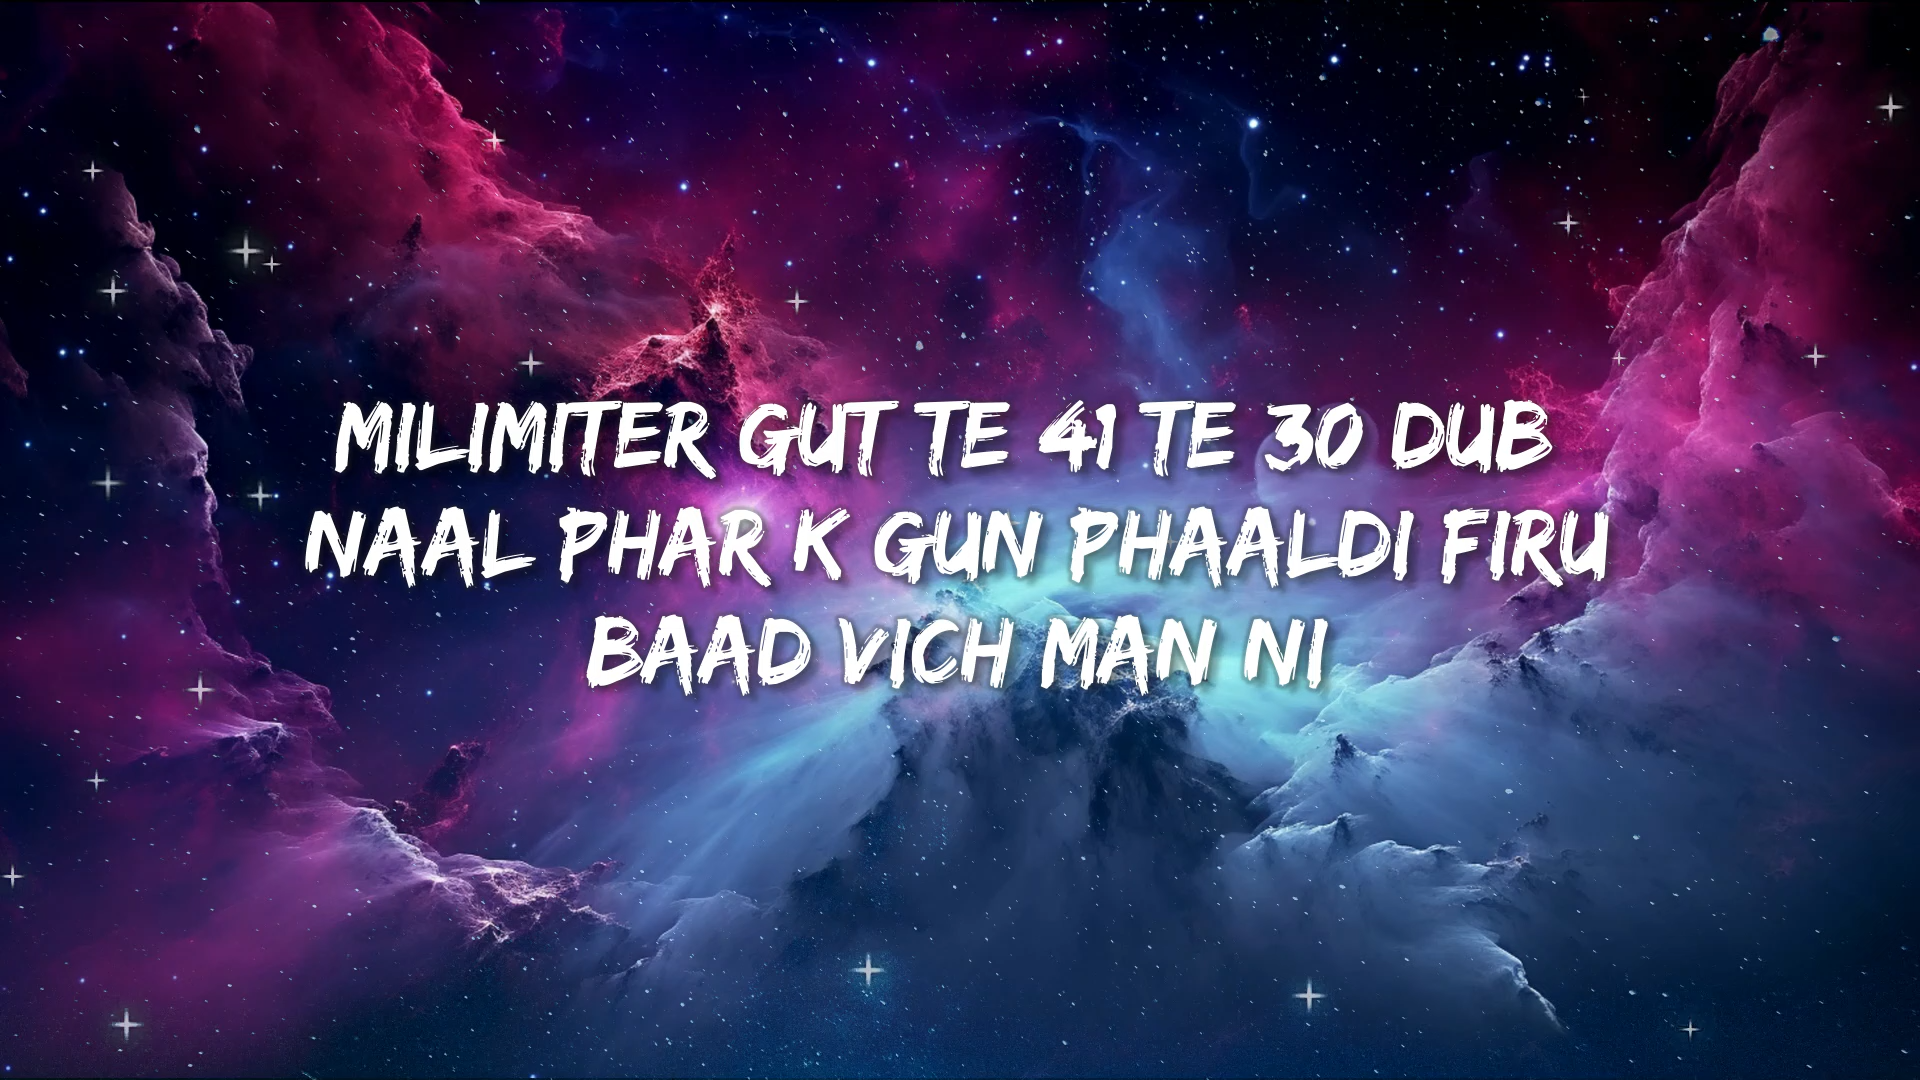 MILIMITER GUT TE 41 TE 30 DUB
NAAL PHAR K GUN PHAALDI FIRU
BAAD VICH MAN NI